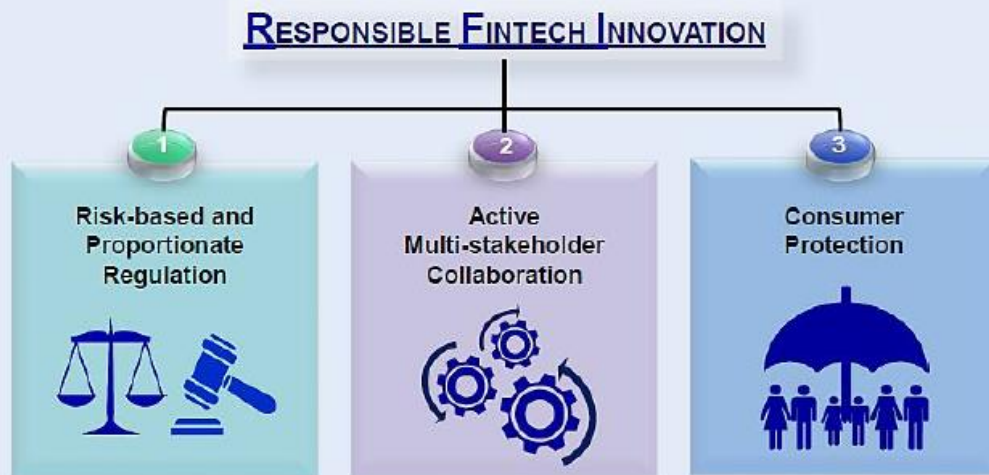 RESPONSIBLE FINTECH INNOVATION
1
Risk-based and
Proportionate
Regulation
2
Active
Multi-stakeholder
Collaboration
3
Consumer
Protection